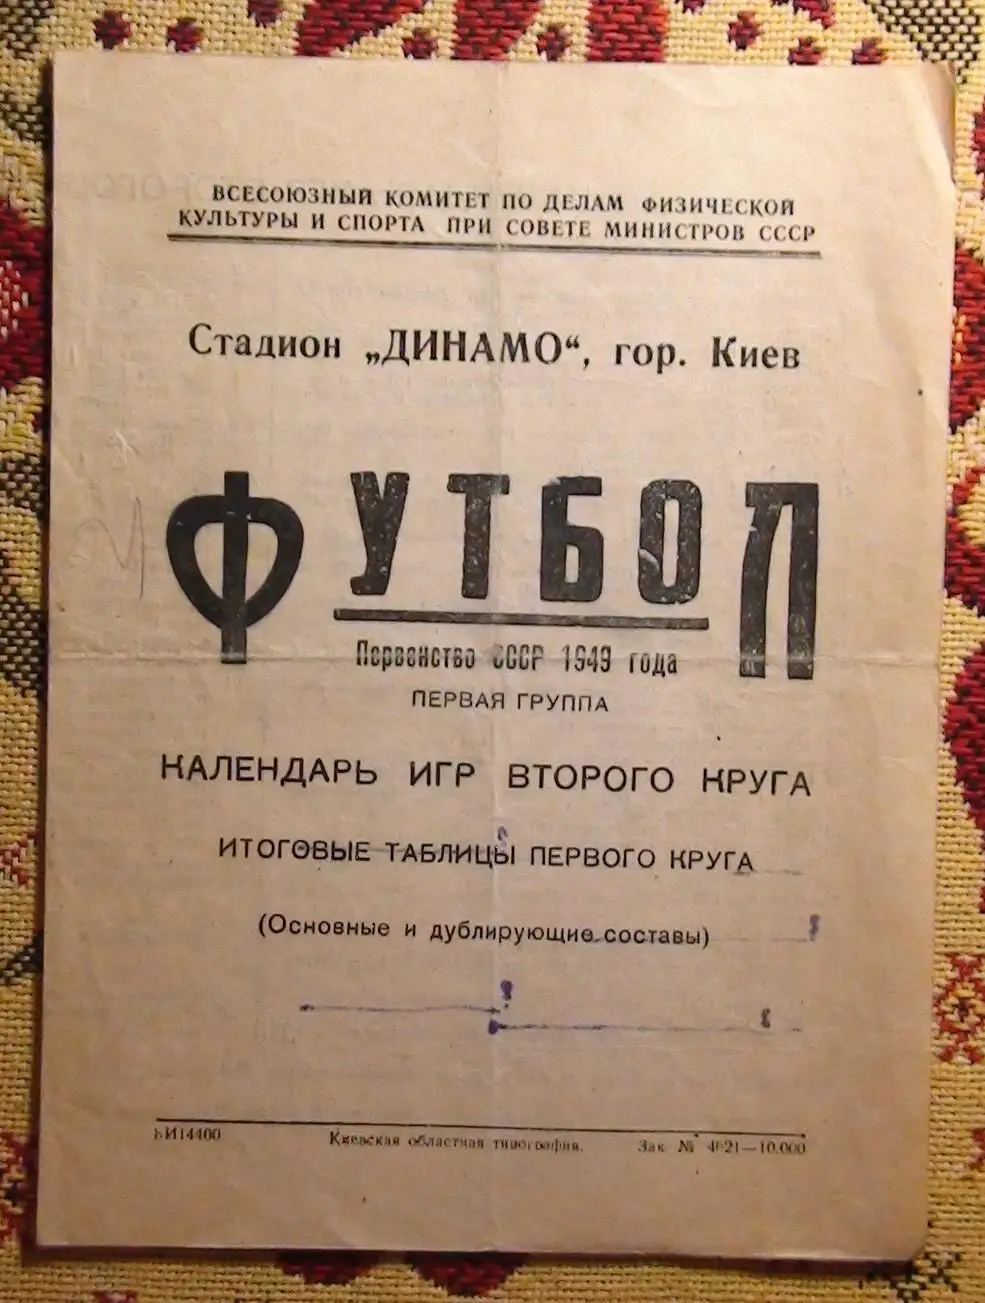 ВСЕСОЮЗНЫЙ КОМИТЕТ ПО ДЕЛАМ ФИЗИЧЕСКОЙ
КУЛЬТУРЫ И СПОРТА ПРИ СОВЕТЕ МИНИСТРОВ СССР
Стадион „ДИНАМО“, гор. Киев
ФУТБОЛ
Первенство СССР 1949 года
ПЕРВАЯ ГРУППА
КАЛЕНДАРЬ ИГР ВТОРОГО КРУГА
ИТОГОВЫЕ ТАБЛИЦЫ ПЕРВОГО КРУГА
(Основные и дублирующие составы)
Киевская областная типография. Зак. №